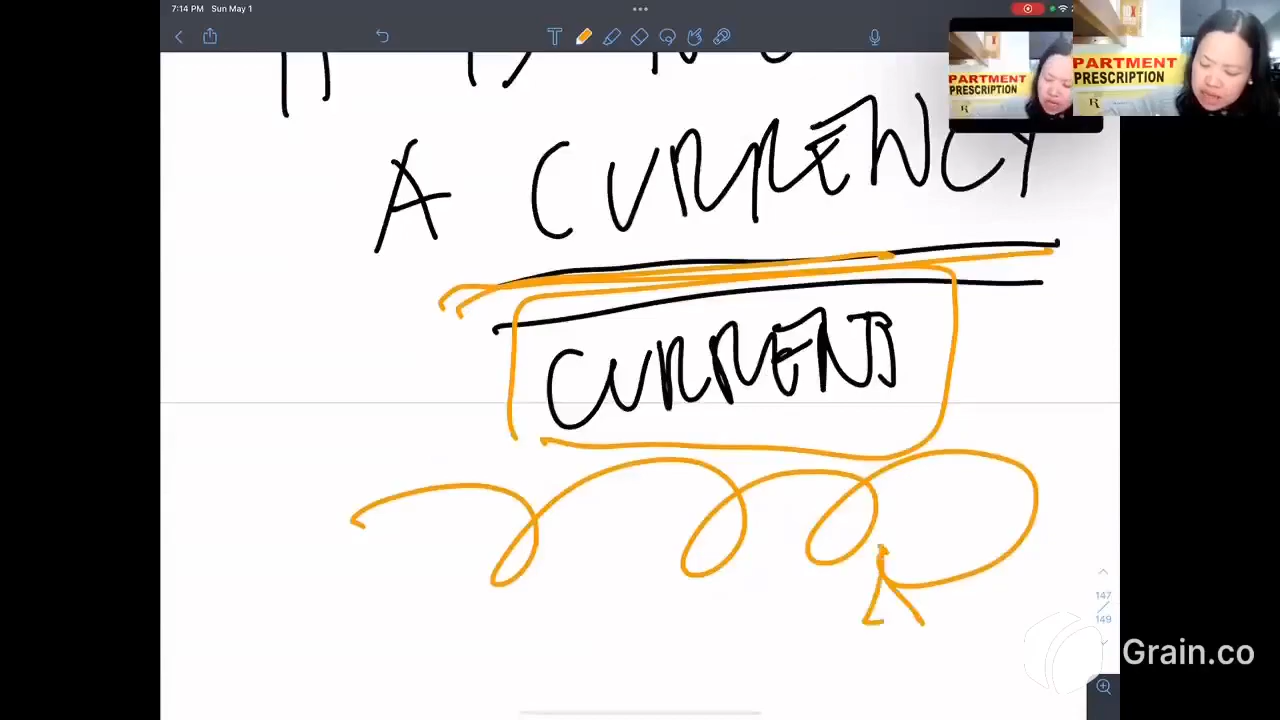 7:14 PM Sun May 1
A CURRENCY
CURRENT
PARTMENT
PRESCRIPTION
PARTMENT
PRESCRIPTION
147
149
Grain.co